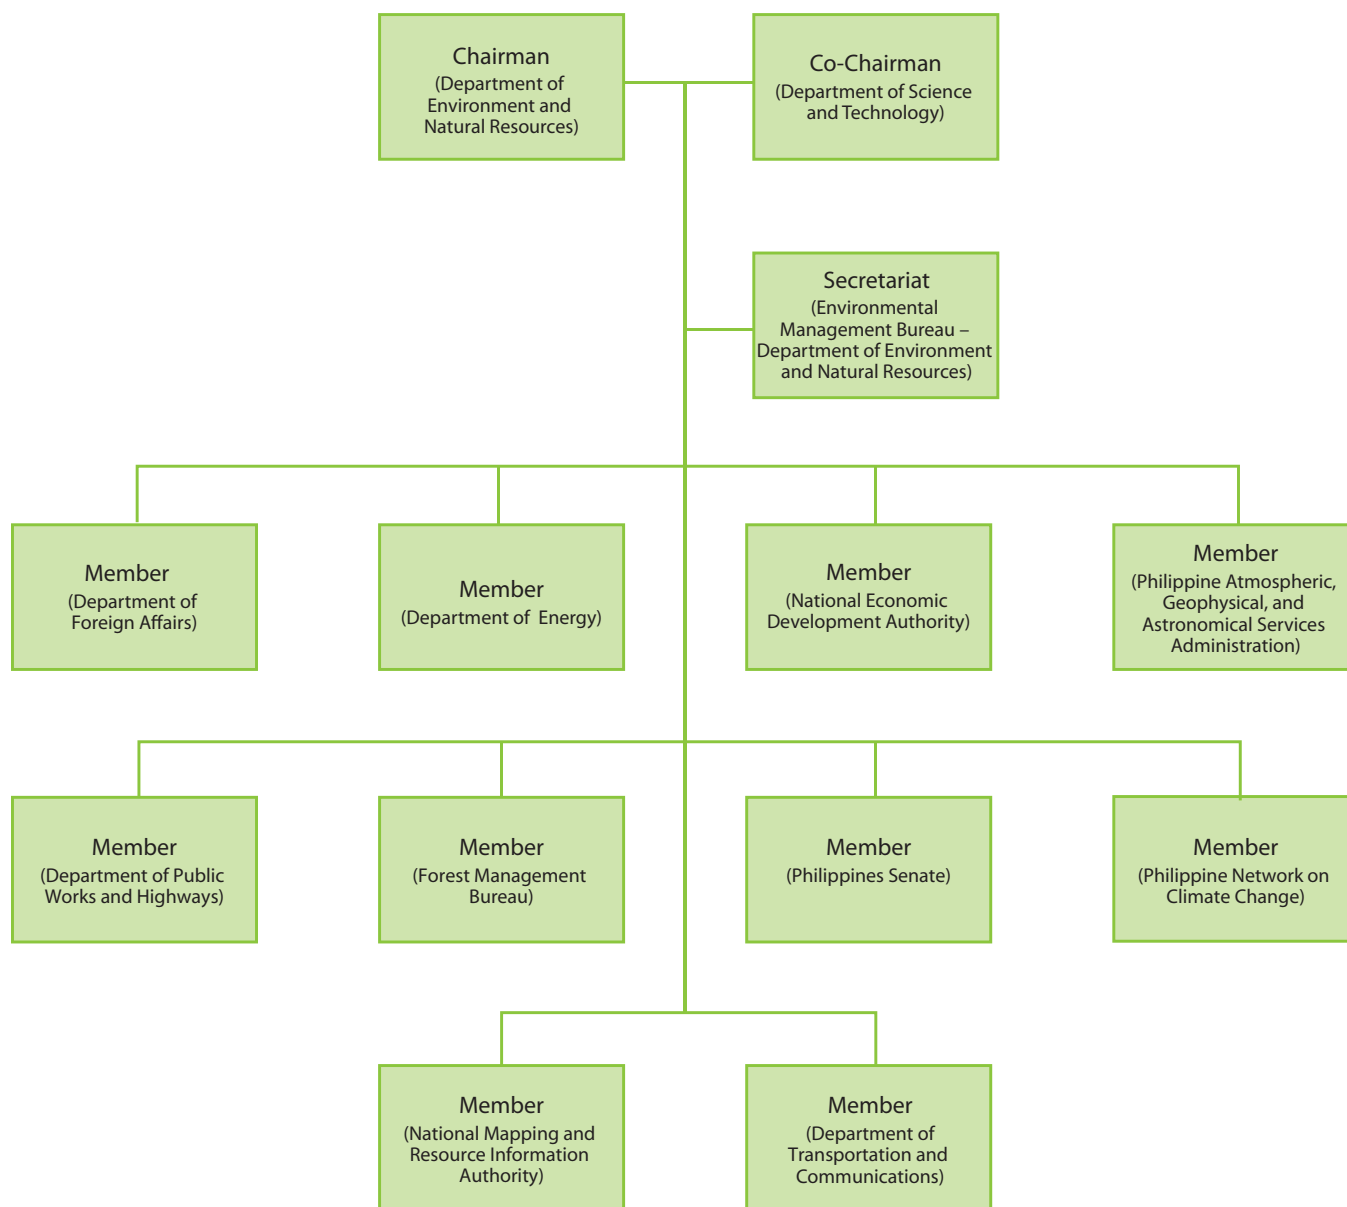 Chairman
(Department of
Environment and
Natural Resources)
Co-Chairman
(Department of Science
and Technology)
Secretariat
(Environmental
Management Bureau –
Department of Environment
and Natural Resources)
Member
(Department of
Foreign Affairs)
Member
(Department of Energy)
Member
(National Economic
Development Authority)
Member
(Philippine Atmospheric,
Geophysical, and
Astronomical Services
Administration)
Member
(Department of Public
Works and Highways)
Member
(Forest Management
Bureau)
Member
(Philippines Senate)
Member
(Philippine Network on
Climate Change)
Member
(National Mapping and
Resource Information
Authority)
Member
(Department of
Transportation and
Communications)